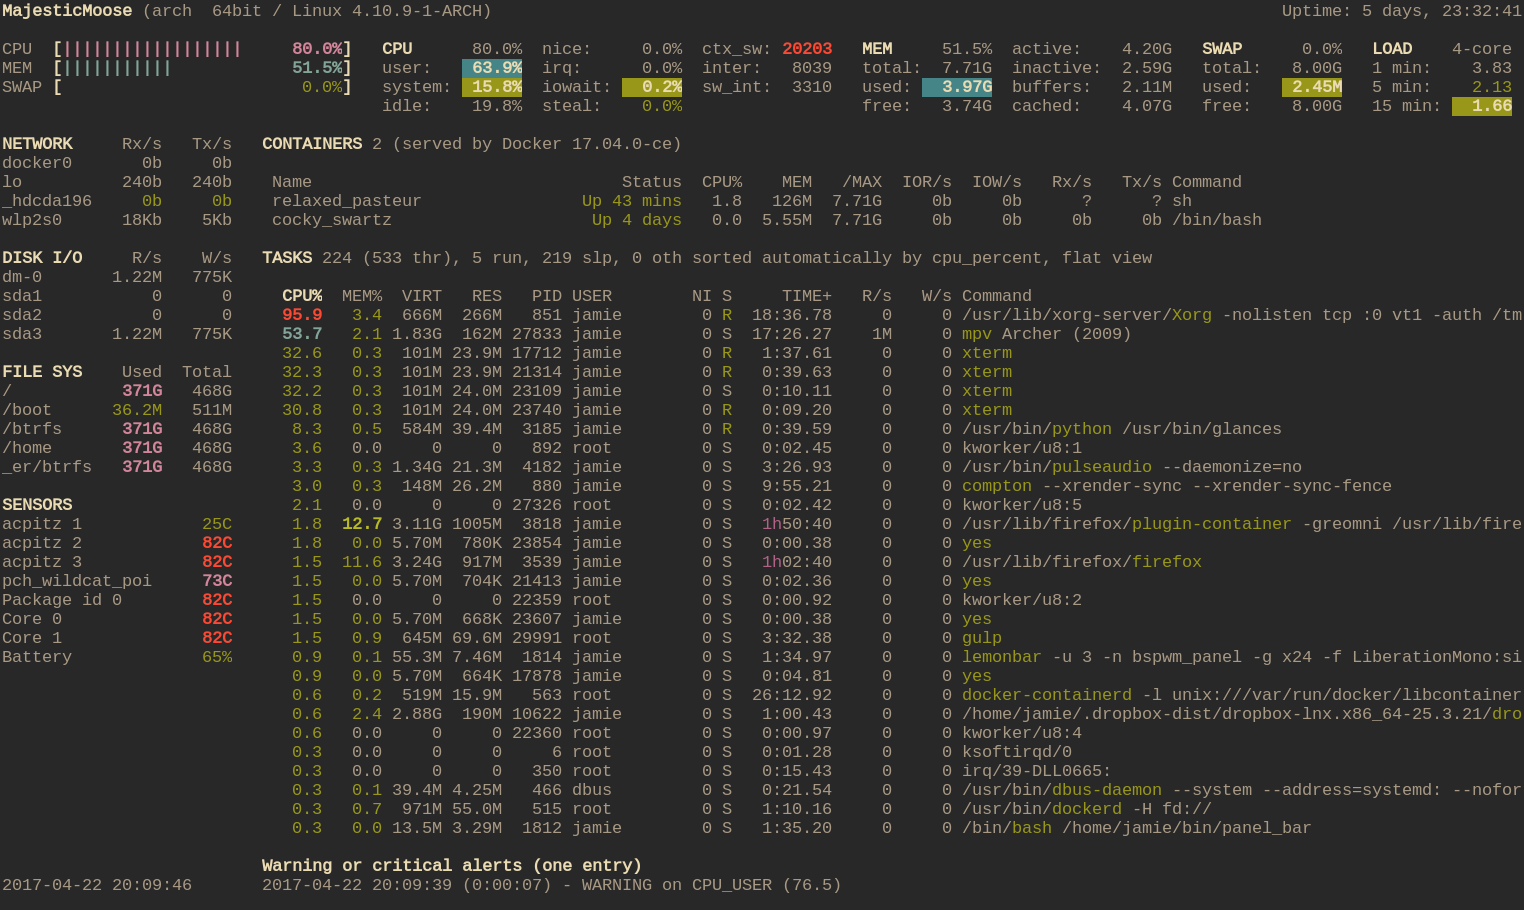 MajesticMoose (arch  64bit / Linux 4.10.9-1-ARCH)                                                                               Uptime: 5 days, 23:32:41
CPU  [||||||||||||||||||     80.0%]   CPU      80.0%  nice:     0.0%  ctx_sw: 20203   MEM     51.5%  active:    4.20G   SWAP      0.0%   LOAD    4-core
MEM  [|||||||||||            51.5%]   user:    63.9%  irq:      0.0%  inter:   8039   total:  7.71G  inactive:  2.59G   total:   8.00G   1 min:    3.83
SWAP [                        0.0%]   system:  15.8%  iowait:   0.2%  sw_int:  3310   used:   3.97G  buffers:   2.11M   used:    2.45M   5 min:    2.13
idle:    19.8%  steal:    0.0%                  free:   3.74G  cached:    4.07G   free:    8.00G   15 min:   1.66
NETWORK     Rx/s   Tx/s   CONTAINERS 2 (served by Docker 17.04.0-ce)
docker0       0b     0b
lo          240b   240b    Name                               Status  CPU%    MEM   /MAX  IOR/s  IOW/s   Rx/s   Tx/s Command
_hdcda196     0b     0b    relaxed_pasteur                Up 43 mins   1.8   126M  7.71G     0b     0b      ?      ? sh
wlp2s0      18Kb    5Kb    cocky_swartz                    Up 4 days   0.0  5.55M  7.71G     0b     0b     0b     0b /bin/bash
DISK I/O     R/s    W/s   TASKS 224 (533 thr), 5 run, 219 slp, 0 oth sorted automatically by cpu_percent, flat view
dm-0       1.22M   775K
sda1           0      0     CPU%  MEM%  VIRT   RES   PID USER        NI S     TIME+   R/s   W/s Command
sda2           0      0     95.9   3.4  666M  266M   851 jamie        0 R  18:36.78     0     0 /usr/lib/xorg-server/Xorg -nolisten tcp :0 vt1 -auth /tm
sda3       1.22M   775K     53.7   2.1 1.83G  162M 27833 jamie        0 S  17:26.27    1M     0 mpv Archer (2009)
32.6   0.3  101M 23.9M 17712 jamie        0 R   1:37.61     0     0 xterm
FILE SYS    Used  Total     32.3   0.3  101M 23.9M 21314 jamie        0 R   0:39.63     0     0 xterm
/           371G   468G     32.2   0.3  101M 24.0M 23109 jamie        0 S   0:10.11     0     0 xterm
/boot      36.2M   511M     30.8   0.3  101M 24.0M 23740 jamie        0 R   0:09.20     0     0 xterm
/btrfs      371G   468G      8.3   0.5  584M 39.4M  3185 jamie        0 R   0:39.59     0     0 /usr/bin/python /usr/bin/glances
/home       371G   468G      3.6   0.0     0     0   892 root         0 S   0:02.45     0     0 kworker/u8:1
_er/btrfs   371G   468G      3.3   0.3 1.34G 21.3M  4182 jamie        0 S   3:26.93     0     0 /usr/bin/pulseaudio --daemonize=no
3.0   0.3  148M 26.2M   880 jamie        0 S   9:55.21     0     0 compton --xrender-sync --xrender-sync-fence
SENSORS                      2.1   0.0     0     0 27326 root         0 S   0:02.42     0     0 kworker/u8:5
acpitz 1            25C      1.8  12.7 3.11G 1005M  3818 jamie        0 S   1h50:40     0     0 /usr/lib/firefox/plugin-container -greomni /usr/lib/fire
acpitz 2            82C      1.8   0.0 5.70M  780K 23854 jamie        0 S   0:00.38     0     0 yes
acpitz 3            82C      1.5  11.6 3.24G  917M  3539 jamie        0 S   1h02:40     0     0 /usr/lib/firefox/firefox
pch_wildcat_poi     73C      1.5   0.0 5.70M  704K 21413 jamie        0 S   0:02.36     0     0 yes
Package id 0        82C      1.5   0.0     0     0 22359 root         0 S   0:00.92     0     0 kworker/u8:2
Core 0              82C      1.5   0.0 5.70M  668K 23607 jamie        0 S   0:00.38     0     0 yes
Core 1              82C      1.5   0.9  645M 69.6M 29991 root         0 S   3:32.38     0     0 gulp
Battery             65%      0.9   0.1 55.3M 7.46M  1814 jamie        0 S   1:34.97     0     0 lemonbar -u 3 -n bspwm_panel -g x24 -f LiberationMono:si
0.9   0.0 5.70M  664K 17878 jamie        0 S   0:04.81     0     0 yes
0.6   0.2  519M 15.9M   563 root         0 S  26:12.92     0     0 docker-containerd -l unix:///var/run/docker/libcontainer
0.6   2.4 2.88G  190M 10622 jamie        0 S   1:00.43     0     0 /home/jamie/.dropbox-dist/dropbox-lnx.x86_64-25.3.21/dro
0.6   0.0     0     0 22360 root         0 S   0:00.97     0     0 kworker/u8:4
0.3   0.0     0     0     6 root         0 S   0:01.28     0     0 ksoftirqd/0
0.3   0.0     0     0   350 root         0 S   0:15.43     0     0 irq/39-DLL0665:
0.3   0.1 39.4M 4.25M   466 dbus         0 S   0:21.54     0     0 /usr/bin/dbus-daemon --system --address=systemd: --nofor
0.3   0.7  971M 55.0M   515 root         0 S   1:10.16     0     0 /usr/bin/dockerd -H fd://
0.3   0.0 13.5M 3.29M  1812 jamie        0 S   1:35.20     0     0 /bin/bash /home/jamie/bin/panel_bar
Warning or critical alerts (one entry)
2017-04-22 20:09:46       2017-04-22 20:09:39 (0:00:07) - WARNING on CPU_USER (76.5)